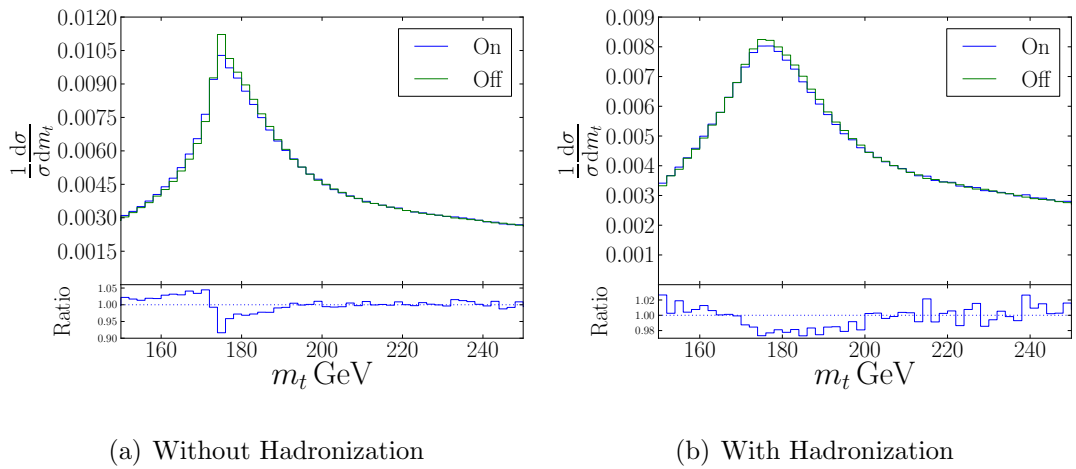 0.0120
0.0105
0.0090
0.0075
0.0060
0.0045
0.0030
0.0015
1/σ dσ/dm_t
On
Off
Ratio
1.05
1.00
0.95
0.90
160 180 200 220 240
m_t GeV
(a) Without Hadronization
0.009
0.008
0.007
0.006
0.005
0.004
0.003
0.002
0.001
1/σ dσ/dm_t
On
Off
Ratio
1.02
1.00
0.98
160 180 200 220 240
m_t GeV
(b) With Hadronization